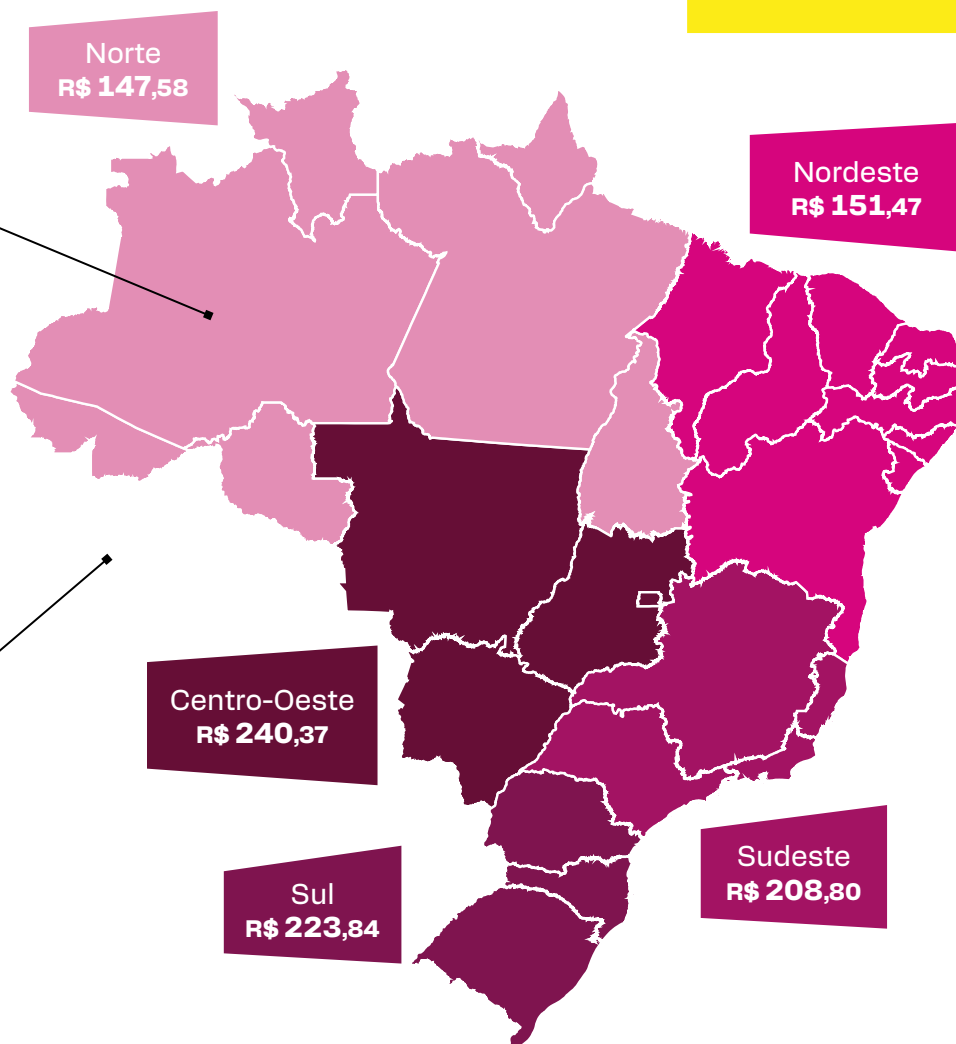 Norte
R$ 147,58
Nordeste
R$ 151,47
Centro-Oeste
R$ 240,37
Sudeste
R$ 208,80
Sul
R$ 223,84